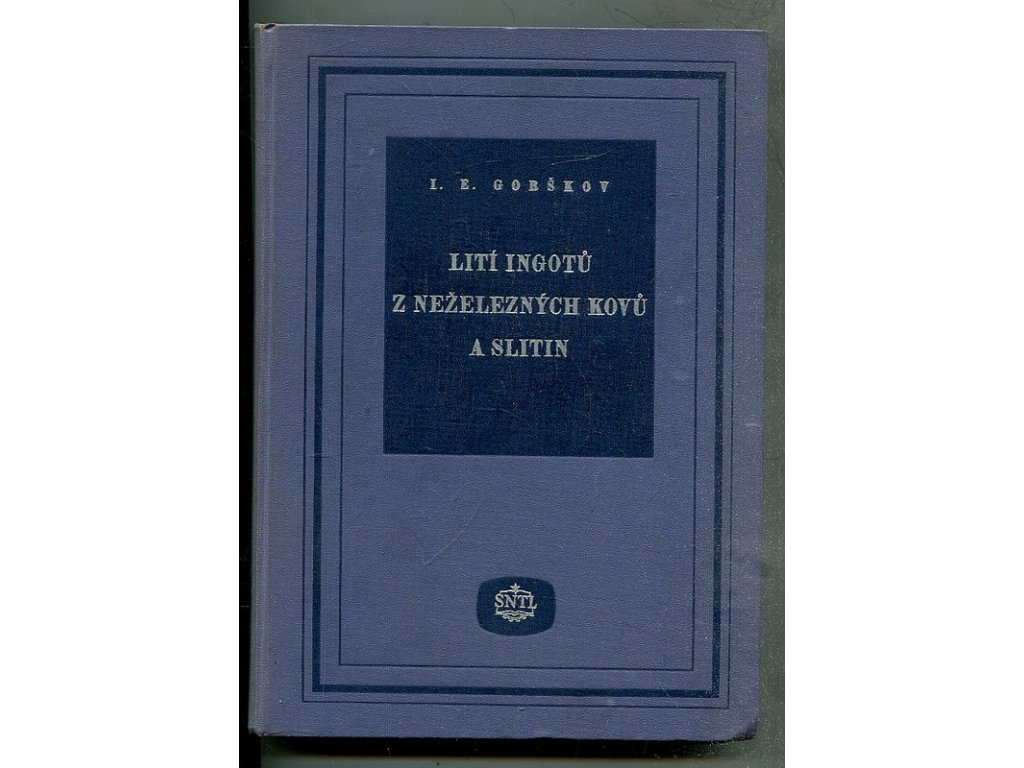 I. E. GORŠKOV
LITÍ INGOTŮ
Z NEŽELEZNÝCH KOVŮ
A SLITIN
SNTL